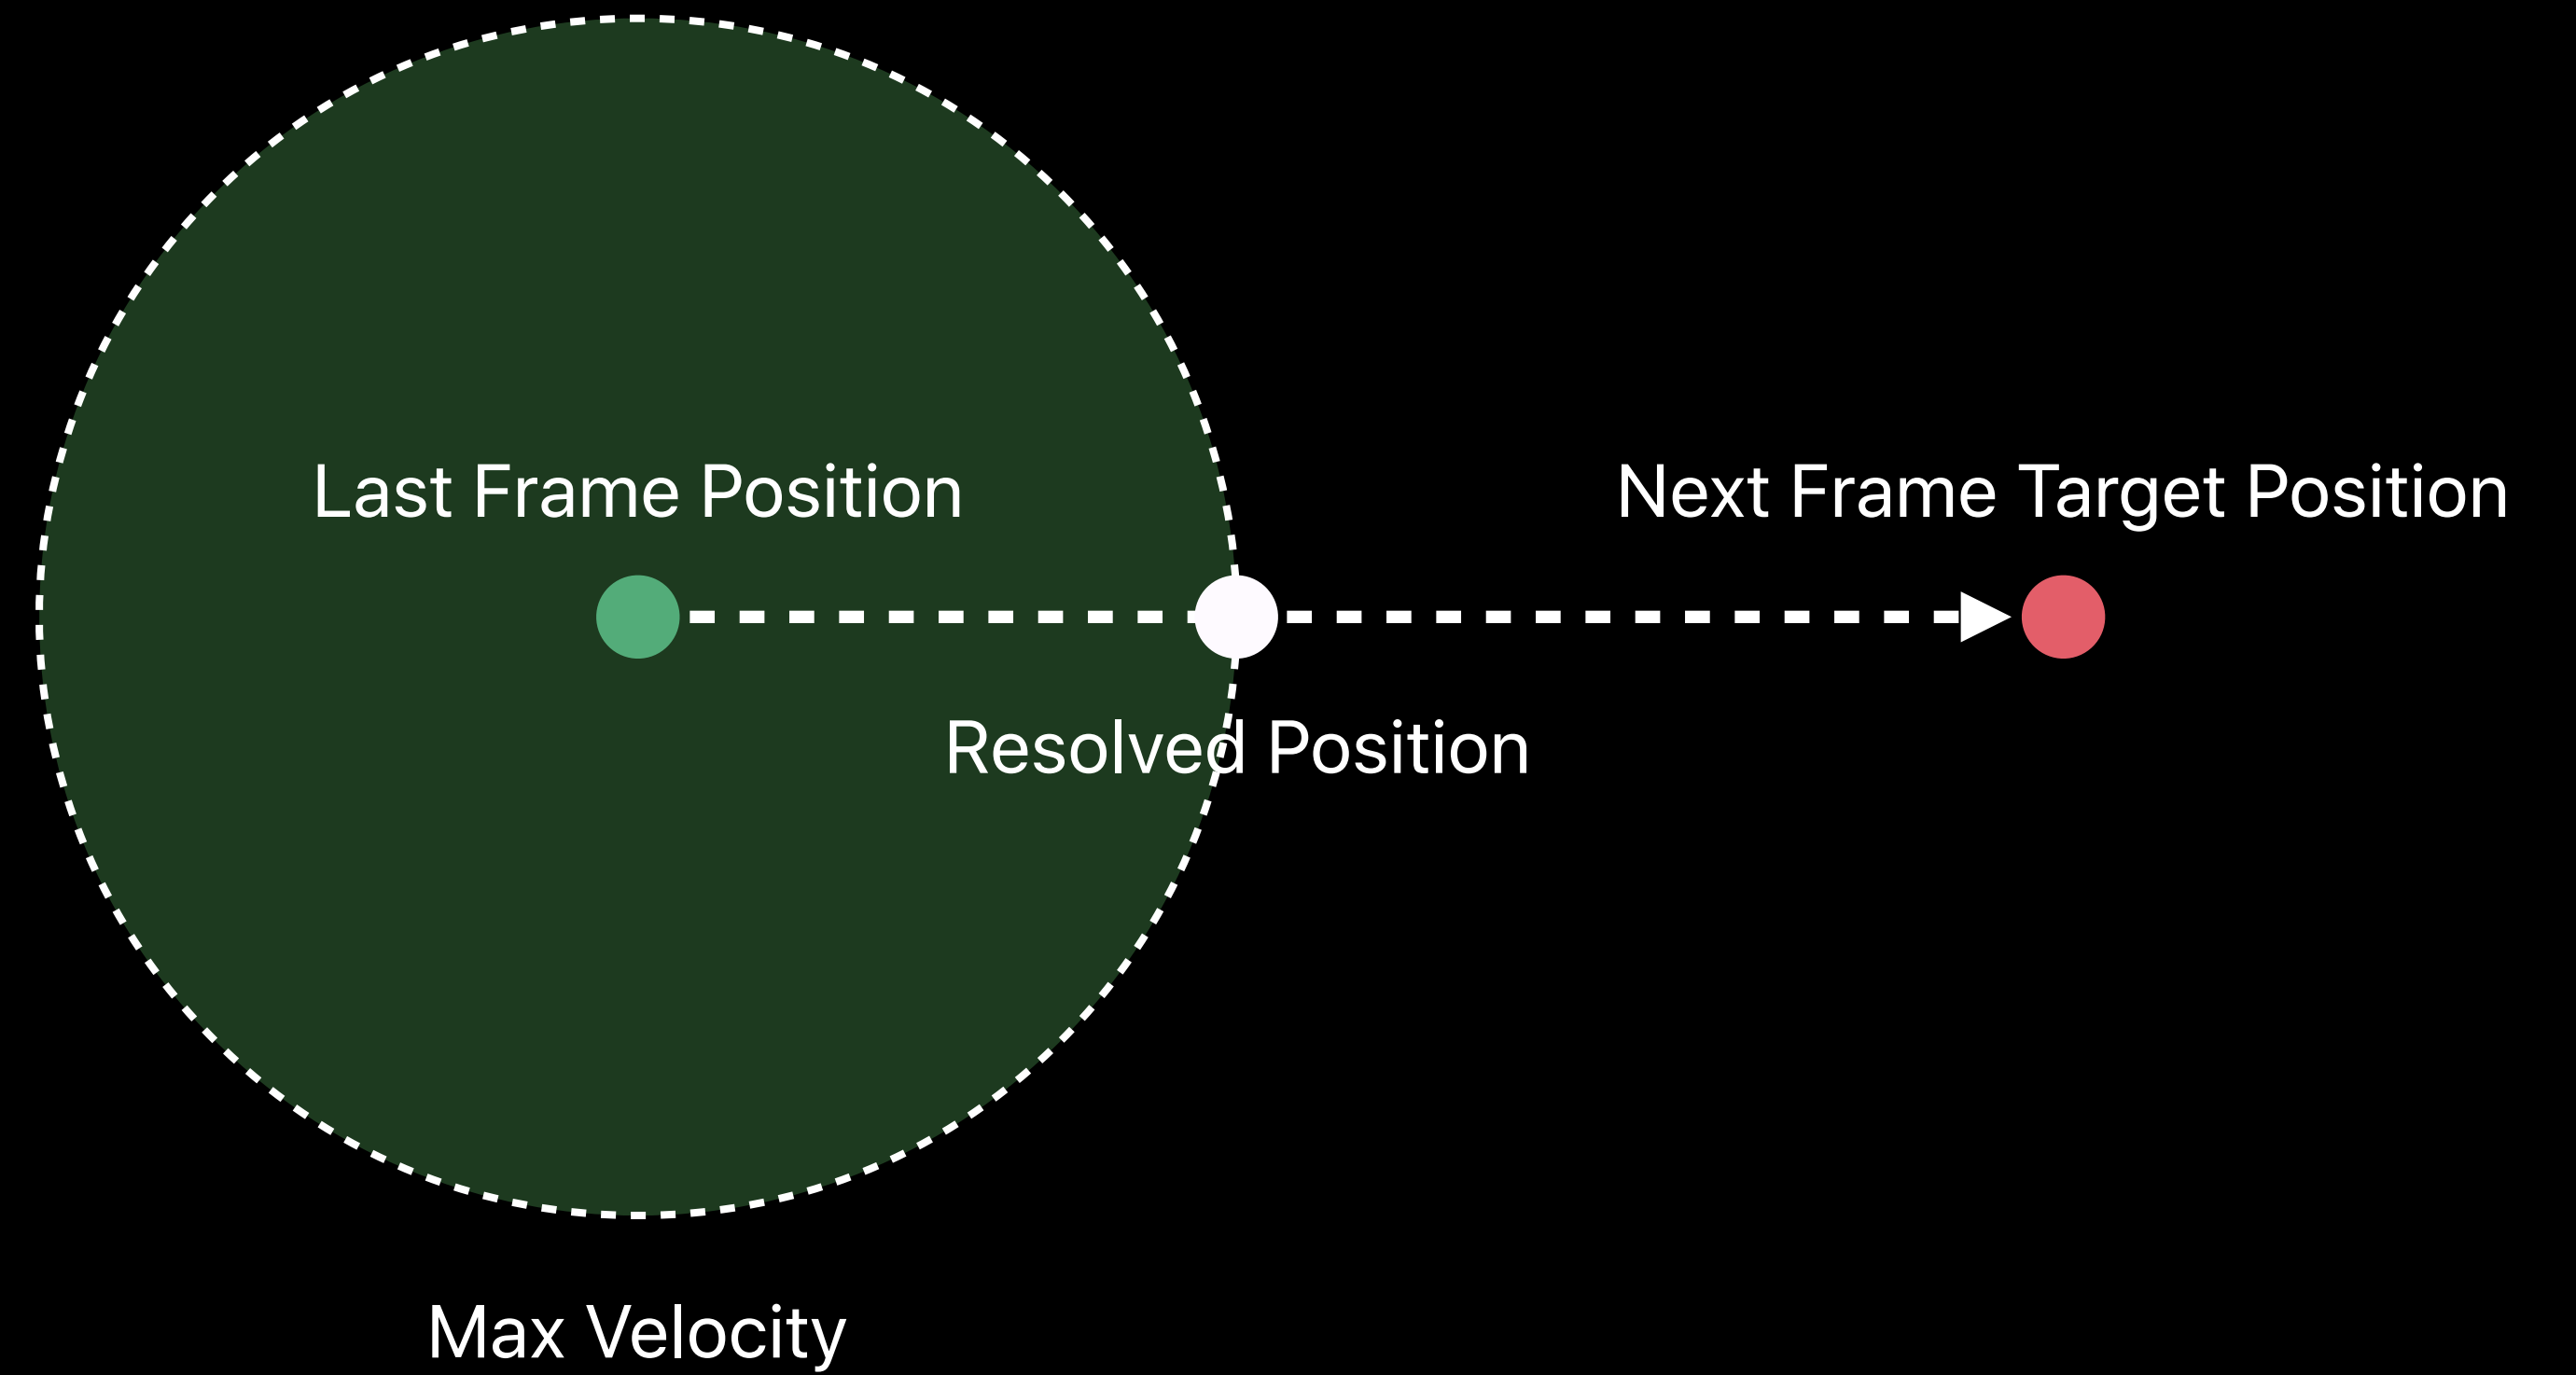 Last Frame Position
Next Frame Target Position
Resolved Position
Max Velocity